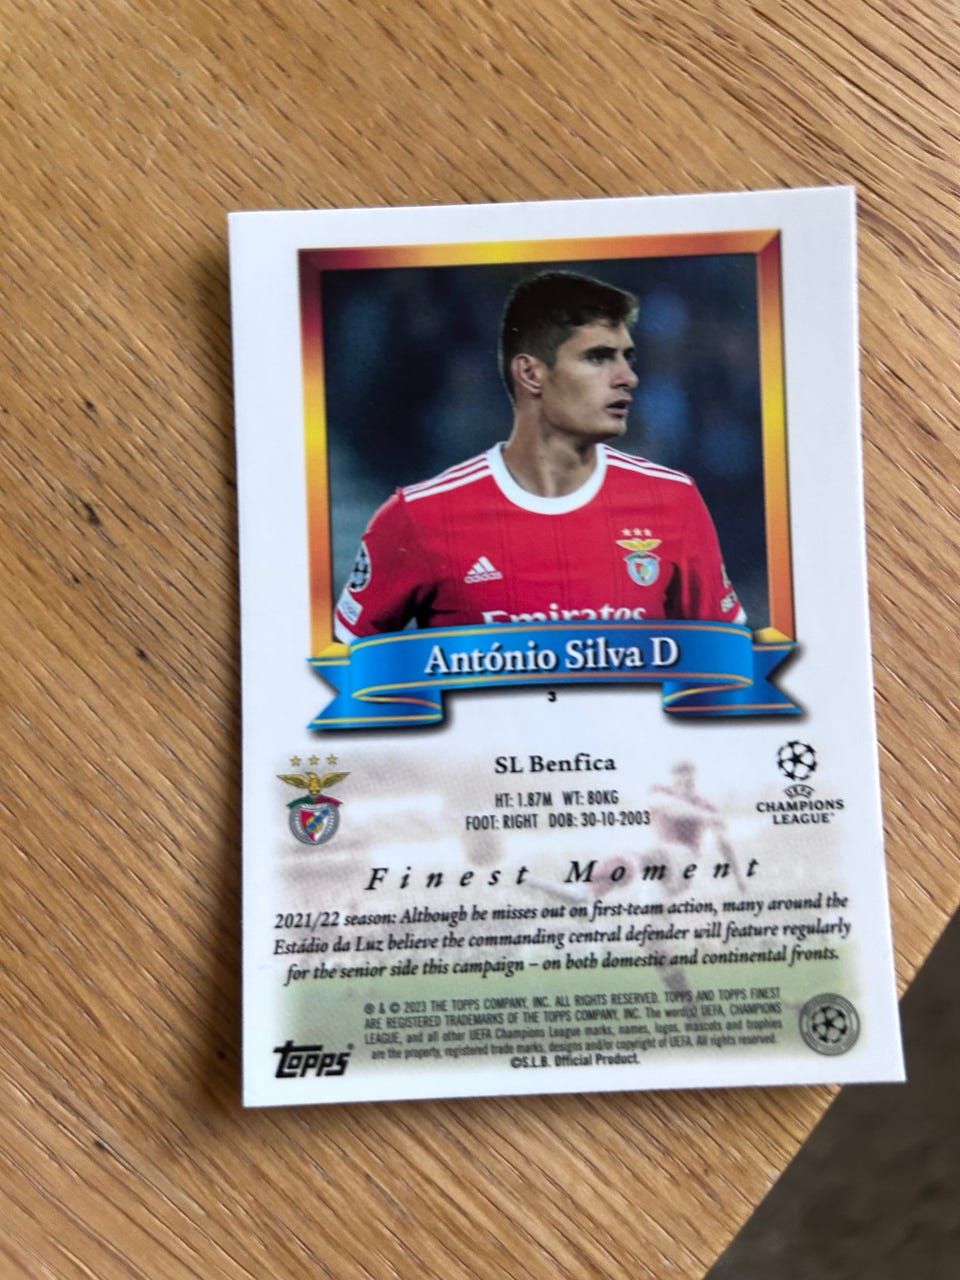 adidas
Emirates
António Silva D
3
SL Benfica
HT: 1.87M WT: 80KG
FOOT: RIGHT DOB: 30-10-2003
UEFA
CHAMPIONS
LEAGUE®
Finest Moment
2021/22 season: Although he misses out on first-team action, many around the
Estádio da Luz believe the commanding central defender will feature regularly
for the senior side this campaign – on both domestic and continental fronts.
® & © 2023 THE TOPPS COMPANY, INC. ALL RIGHTS RESERVED. TOPPS AND TOPPS FINEST
ARE REGISTERED TRADEMARKS OF THE TOPPS COMPANY, INC. The word(s) UEFA, CHAMPIONS
LEAGUE, and all other UEFA Champions League marks, names, logos, mascots and trophies
are the property, registered trade marks, designs and/or copyright of UEFA. All rights reserved.
©S.L.B. Official Product.
TOPPS®